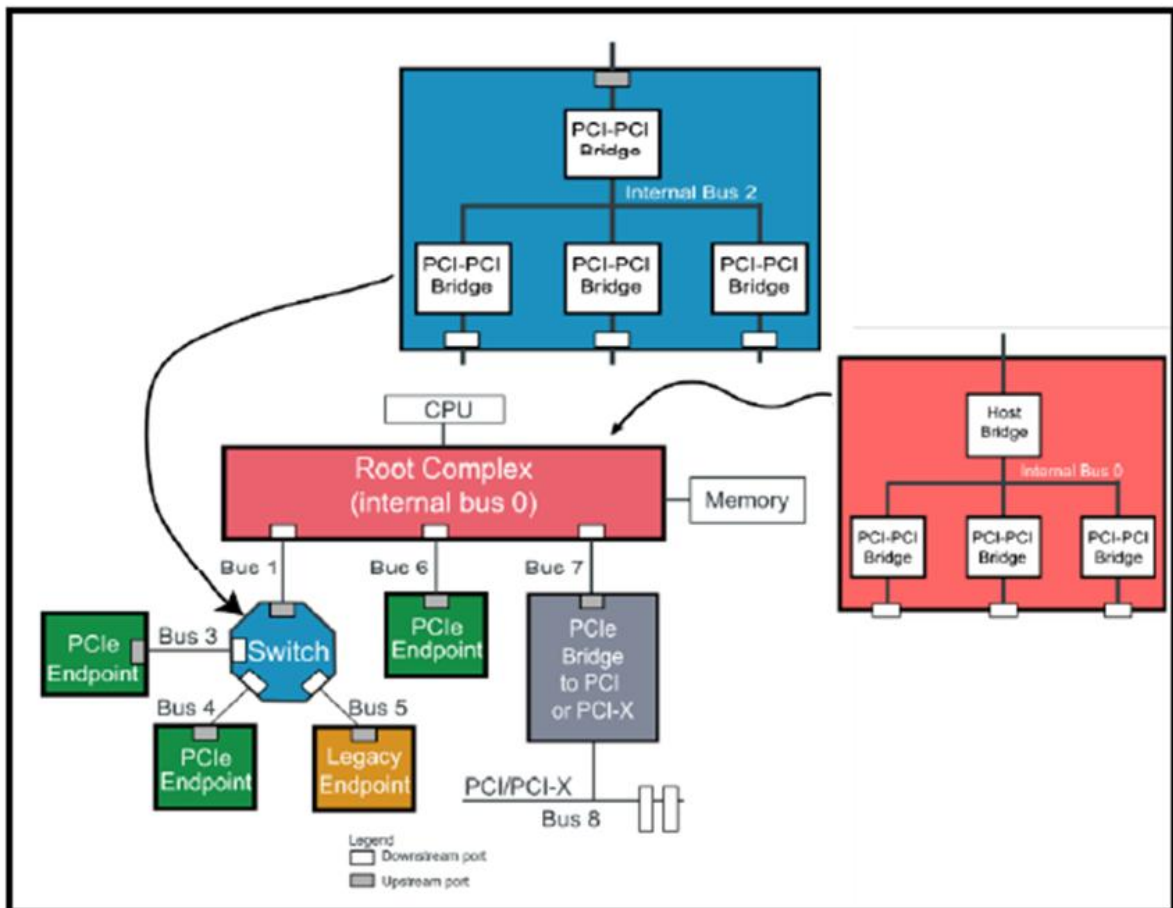 PCI-PCI
Bridge
Internal Bus 2
PCI-PCI
Bridge
PCI-PCI
Bridge
PCI-PCI
Bridge
Host
Bridge
Internal Bus 0
PCI-PCI
Bridge
PCI-PCI
Bridge
PCI-PCI
Bridge
CPU
Root Complex
(internal bus 0)
Memory
Bus 1
Bus 6
Bus 7
PCIe
Endpoint
Bus 3
Switch
PCIe
Endpoint
PCIe
Bridge
to PCI
or PCI-X
Bus 4
Bus 5
PCIe
Endpoint
Legacy
Endpoint
PCI/PCI-X
Bus 8
Legend
Downstream port
Upstream port